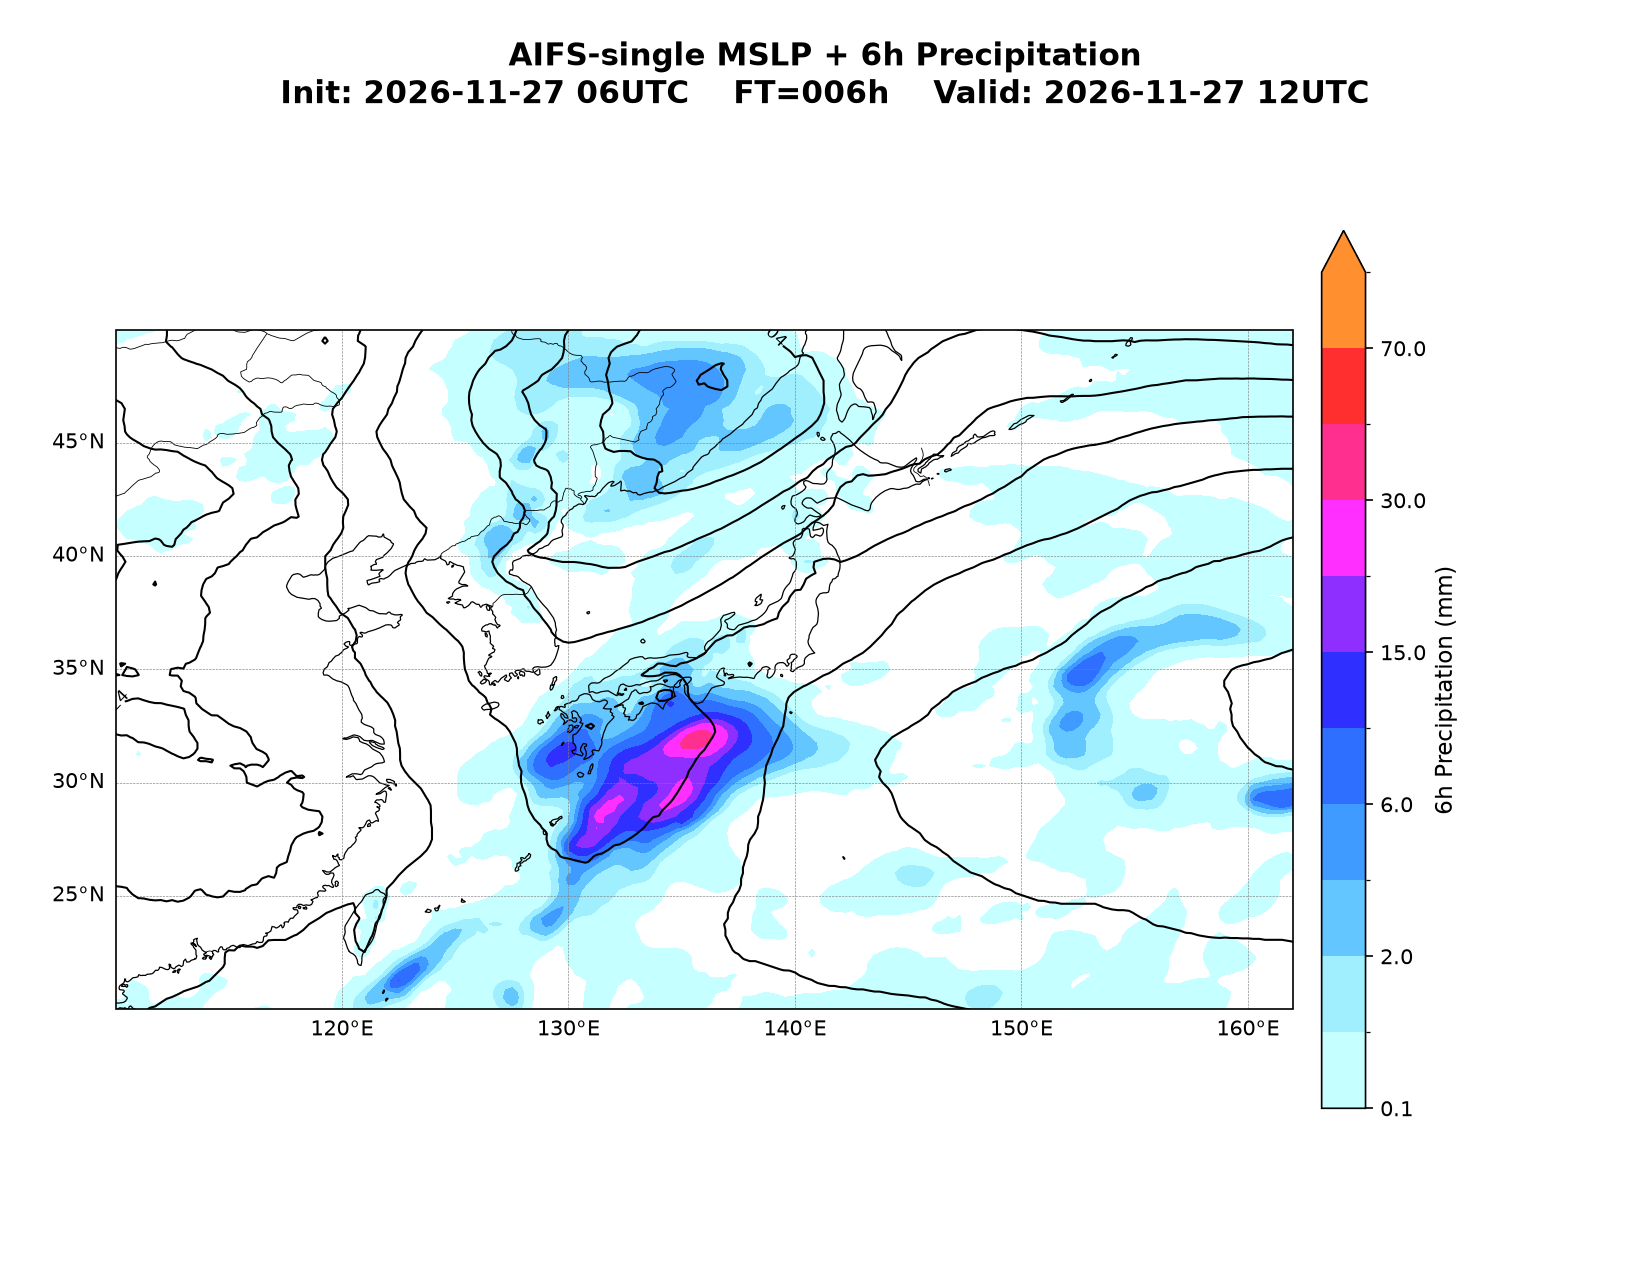 AIFS-single MSLP + 6h Precipitation
Init: 2026-11-27 06UTC    FT=006h    Valid: 2026-11-27 12UTC
70.0
30.0
15.0
6.0
2.0
0.1
6h Precipitation (mm)
45°N
40°N
35°N
30°N
25°N
120°E
130°E
140°E
150°E
160°E